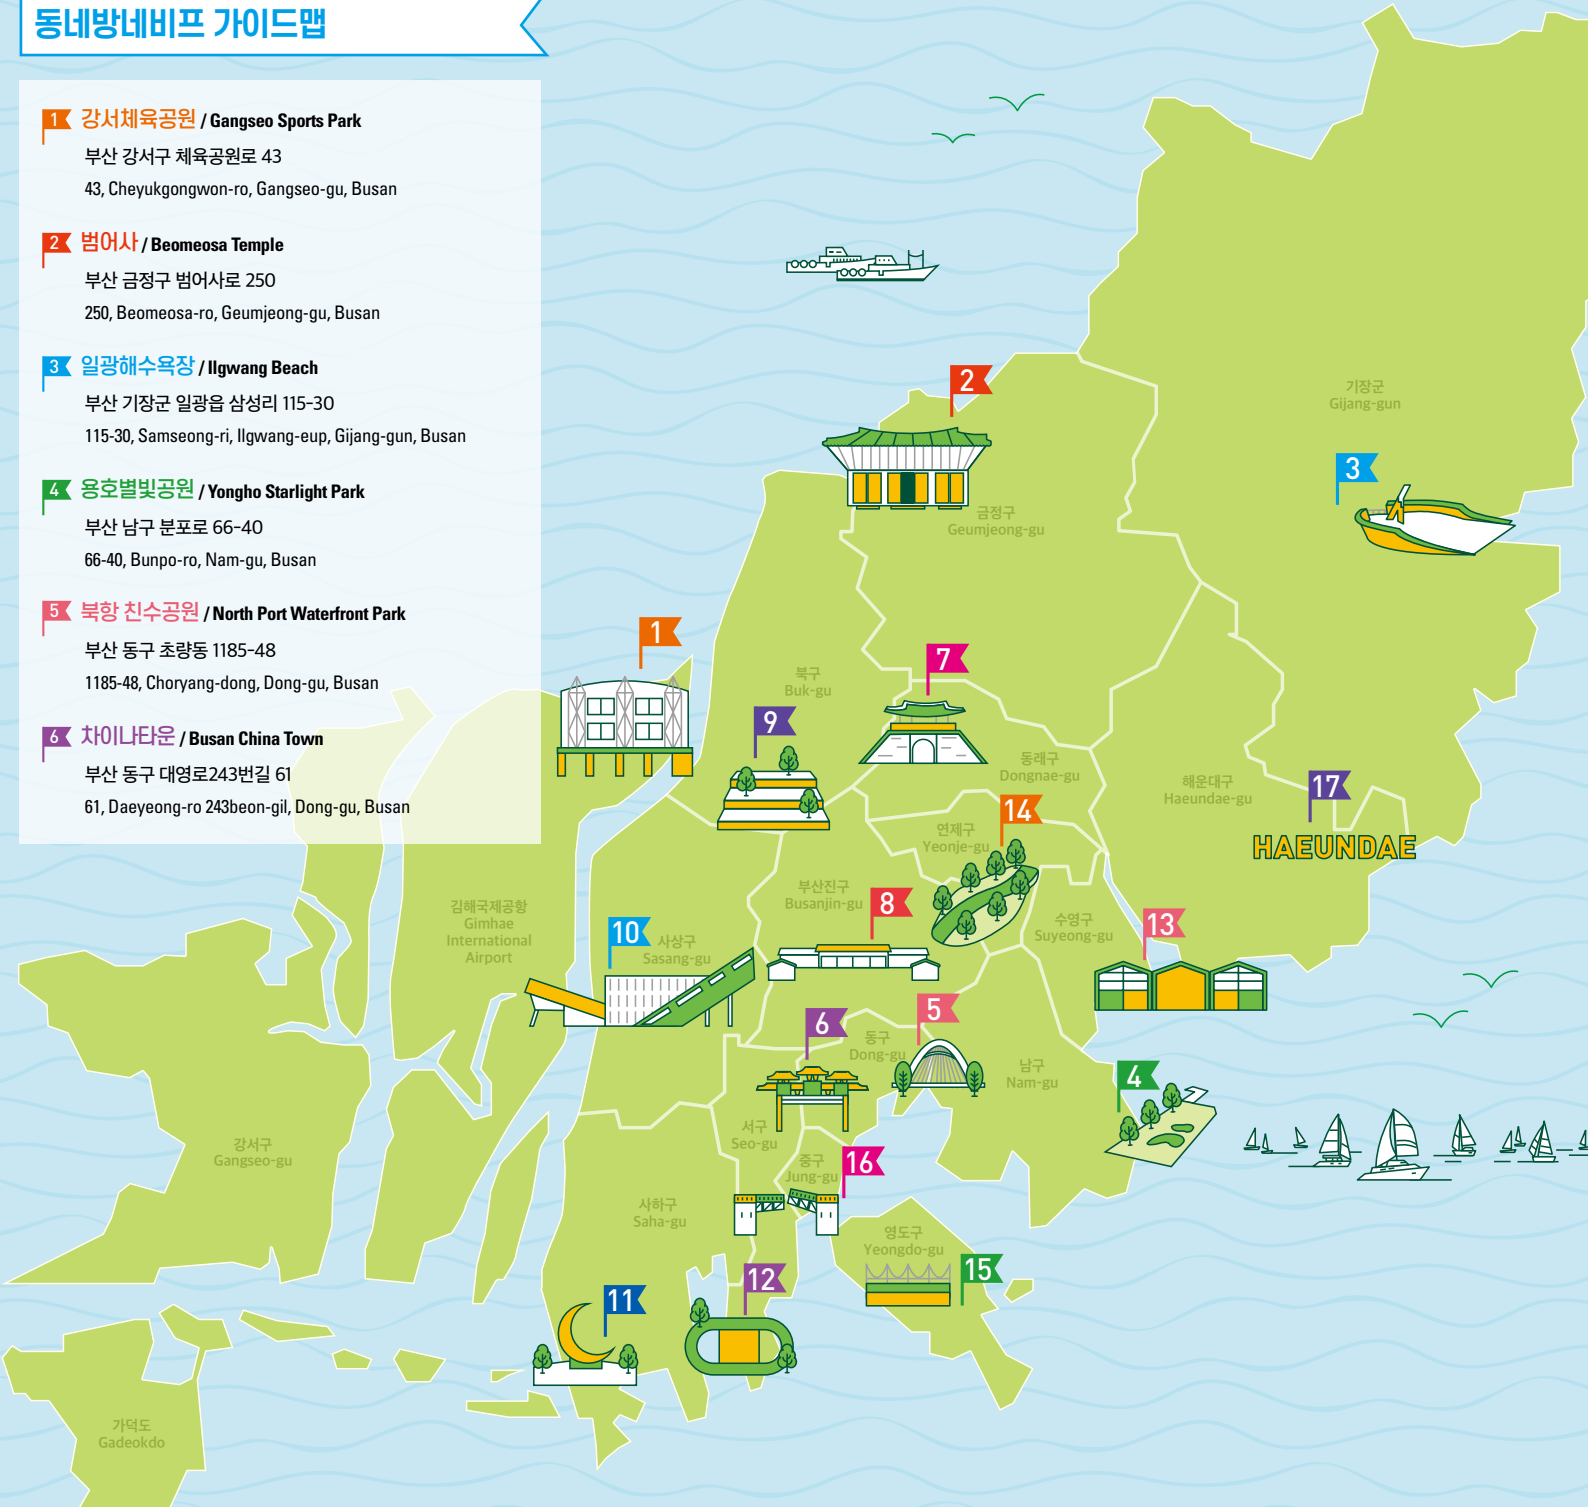 동네방네비프 가이드맵
1 강서체육공원 / Gangseo Sports Park
부산 강서구 체육공원로 43
43, Cheyukgongwon-ro, Gangseo-gu, Busan
2 범어사 / Beomeosa Temple
부산 금정구 범어사로 250
250, Beomeosa-ro, Geumjeong-gu, Busan
3 일광해수욕장 / Ilgwang Beach
부산 기장군 일광읍 삼성리 115-30
115-30, Samseong-ri, Ilgwang-eup, Gijang-gun, Busan
4 용호별빛공원 / Yongho Starlight Park
부산 남구 분포로 66-40
66-40, Bunpo-ro, Nam-gu, Busan
5 북항 친수공원 / North Port Waterfront Park
부산 동구 초량동 1185-48
1185-48, Choryang-dong, Dong-gu, Busan
6 차이나타운 / Busan China Town
부산 동구 대영로243번길 61
61, Daeyeong-ro 243beon-gil, Dong-gu, Busan
2
기장군
Gijang-gun
3
금정구
Geumjeong-gu
1
7
북구
Buk-gu
9
동래구
Dongnae-gu
해운대구
Haeundae-gu
17
14
연제구
Yeonje-gu
HAEUNDAE
부산진구
Busanjin-gu
8
김해국제공항
Gimhae
International
Airport
수영구
Suyeong-gu
13
10
사상구
Sasang-gu
5
6
동구
Dong-gu
남구
Nam-gu
4
강서구
Gangseo-gu
서구
Seo-gu
중구
Jung-gu
16
사하구
Saha-gu
영도구
Yeongdo-gu
15
12
11
가덕도
Gadeokdo